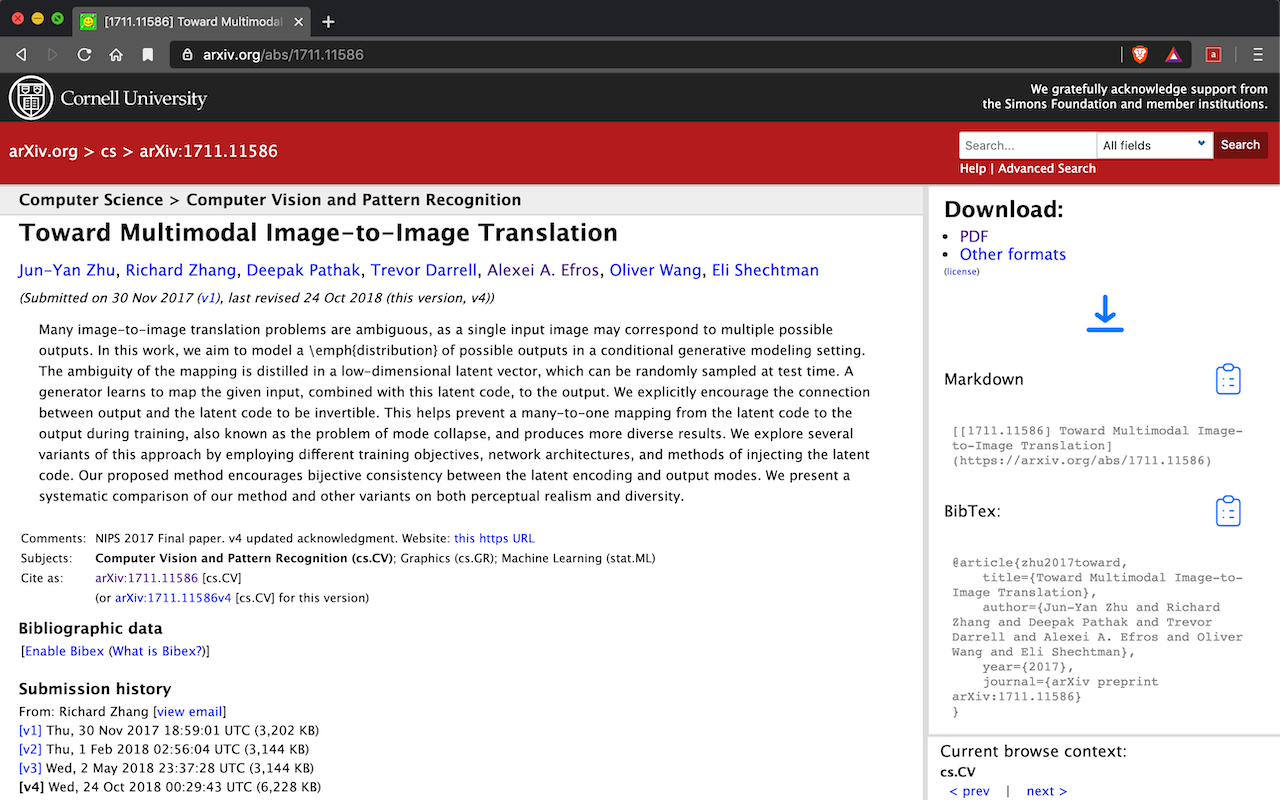 [1711.11586] Toward Multimodal
arxiv.org/abs/1711.11586
a
Cornell University
We gratefully acknowledge support from
the Simons Foundation and member institutions.
arXiv.org > cs > arXiv:1711.11586
Search...
All fields
Search
Help | Advanced Search
Computer Science > Computer Vision and Pattern Recognition
Toward Multimodal Image-to-Image Translation
Jun-Yan Zhu, Richard Zhang, Deepak Pathak, Trevor Darrell, Alexei A. Efros, Oliver Wang, Eli Shechtman
(Submitted on 30 Nov 2017 (v1), last revised 24 Oct 2018 (this version, v4))
Many image-to-image translation problems are ambiguous, as a single input image may correspond to multiple possible
outputs. In this work, we aim to model a \emph{distribution} of possible outputs in a conditional generative modeling setting.
The ambiguity of the mapping is distilled in a low-dimensional latent vector, which can be randomly sampled at test time. A
generator learns to map the given input, combined with this latent code, to the output. We explicitly encourage the connection
between output and the latent code to be invertible. This helps prevent a many-to-one mapping from the latent code to the
output during training, also known as the problem of mode collapse, and produces more diverse results. We explore several
variants of this approach by employing different training objectives, network architectures, and methods of injecting the latent
code. Our proposed method encourages bijective consistency between the latent encoding and output modes. We present a
systematic comparison of our method and other variants on both perceptual realism and diversity.
Comments: NIPS 2017 Final paper. v4 updated acknowledgment. Website: this https URL
Subjects: Computer Vision and Pattern Recognition (cs.CV); Graphics (cs.GR); Machine Learning (stat.ML)
Cite as: arXiv:1711.11586 [cs.CV]
(or arXiv:1711.11586v4 [cs.CV] for this version)
Bibliographic data
[Enable Bibex (What is Bibex?)]
Submission history
From: Richard Zhang [view email]
[v1] Thu, 30 Nov 2017 18:59:01 UTC (3,202 KB)
[v2] Thu, 1 Feb 2018 02:56:04 UTC (3,144 KB)
[v3] Wed, 2 May 2018 23:37:28 UTC (3,144 KB)
[v4] Wed, 24 Oct 2018 00:29:43 UTC (6,228 KB)
Download:
• PDF
• Other formats
(license)
Markdown
[[1711.11586] Toward Multimodal Image-
to-Image Translation]
(https://arxiv.org/abs/1711.11586)
BibTex:
@article{zhu2017toward,
title={Toward Multimodal Image-to-
Image Translation},
author={Jun-Yan Zhu and Richard
Zhang and Deepak Pathak and Trevor
Darrell and Alexei A. Efros and Oliver
Wang and Eli Shechtman},
year={2017},
journal={arXiv preprint
arXiv:1711.11586}
}
Current browse context:
cs.CV
< prev | next >